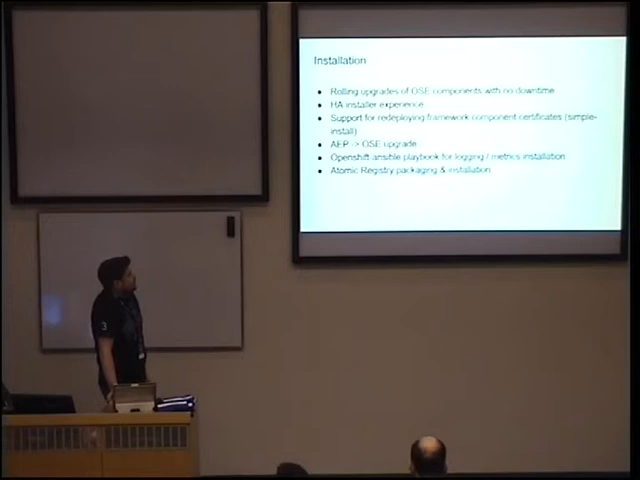 Installation
Rolling upgrades of OSE components with no downtime
HA installer experience
Support for redeploying framework component certificates (simple-
install)
AEP -> OSE upgrade
Openshift ansible playbook for logging / metrics installation
Atomic Registry packaging & installation
3